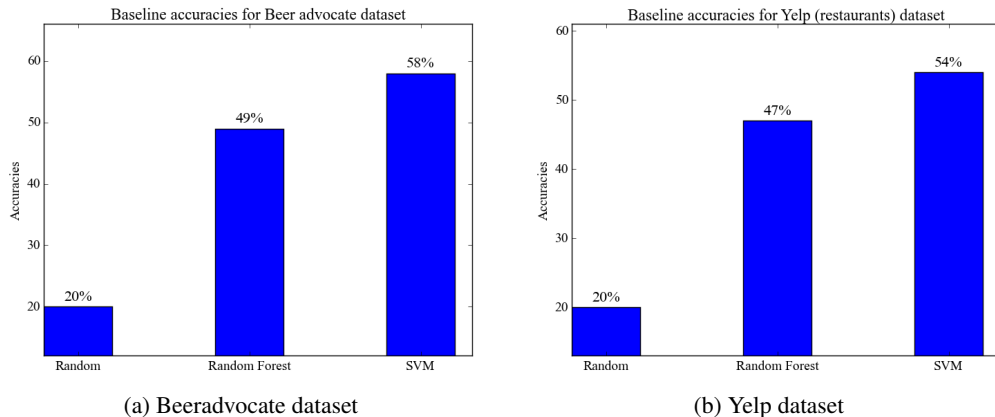 Baseline accuracies for Beer advocate dataset
60
50
40
30
20
Accuracies
20%
49%
58%
Random
Random Forest
SVM
(a) Beeradvocate dataset
Baseline accuracies for Yelp (restaurants) dataset
60
50
40
30
20
Accuracies
20%
47%
54%
Random
Random Forest
SVM
(b) Yelp dataset